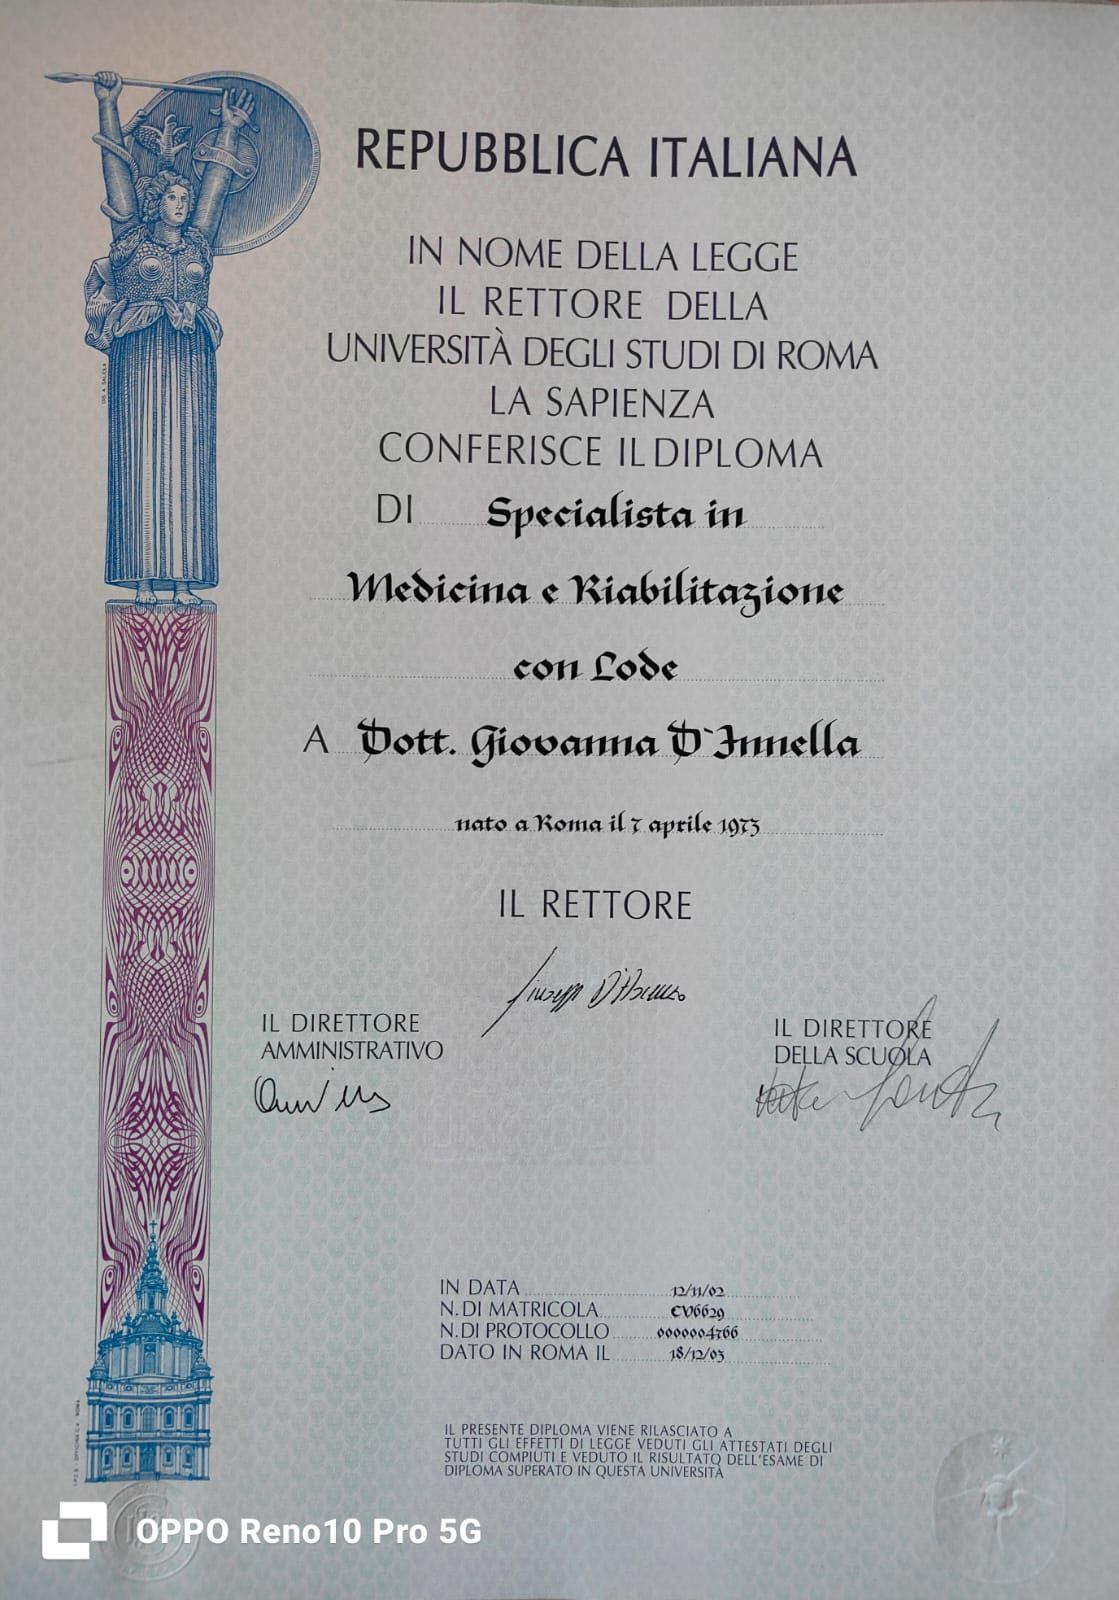 REPUBBLICA ITALIANA
IN NOME DELLA LEGGE
IL RETTORE DELLA
UNIVERSITÀ DEGLI STUDI DI ROMA
LA SAPIENZA
CONFERISCE IL DIPLOMA
DI Specialista in
Medicina e Riabilitazione
con Lode
A Dott. Giovanna D`Innella
nato a Roma il 7 aprile 1973
IL RETTORE
IL DIRETTORE
AMMINISTRATIVO
IL DIRETTORE
DELLA SCUOLA
IN DATA 12/11/02
N. DI MATRICOLA CV6629
N. DI PROTOCOLLO 0000004766
DATO IN ROMA IL 18/12/03
IL PRESENTE DIPLOMA VIENE RILASCIATO A
TUTTI GLI EFFETTI DI LEGGE VEDUTI GLI ATTESTATI DEGLI
STUDI COMPIUTI E VEDUTO IL RISULTATO DELL'ESAME DI
DIPLOMA SUPERATO IN QUESTA UNIVERSITÀ
OPPO Reno10 Pro 5G